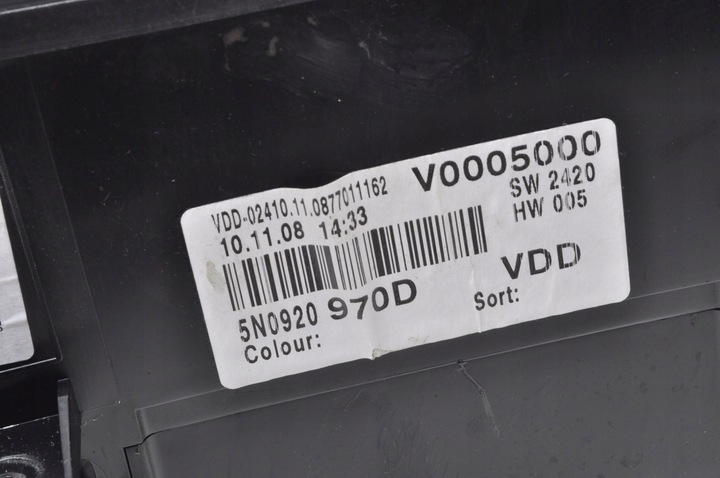 VDD-02410.11.0877011162
V0005000
10.11.08 14:33
SW 2420
HW 005
5N0920 970D
VDD
Colour:
Sort: